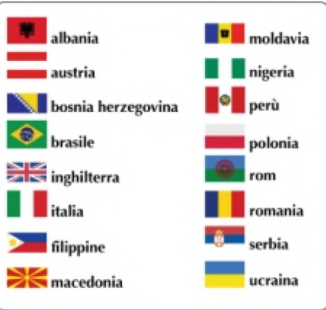 albania
austria
bosnia herzegovina
brasile
inghilterra
italia
filippine
macedonia
moldavia
nigeria
perù
polonia
rom
romania
serbia
ucraina